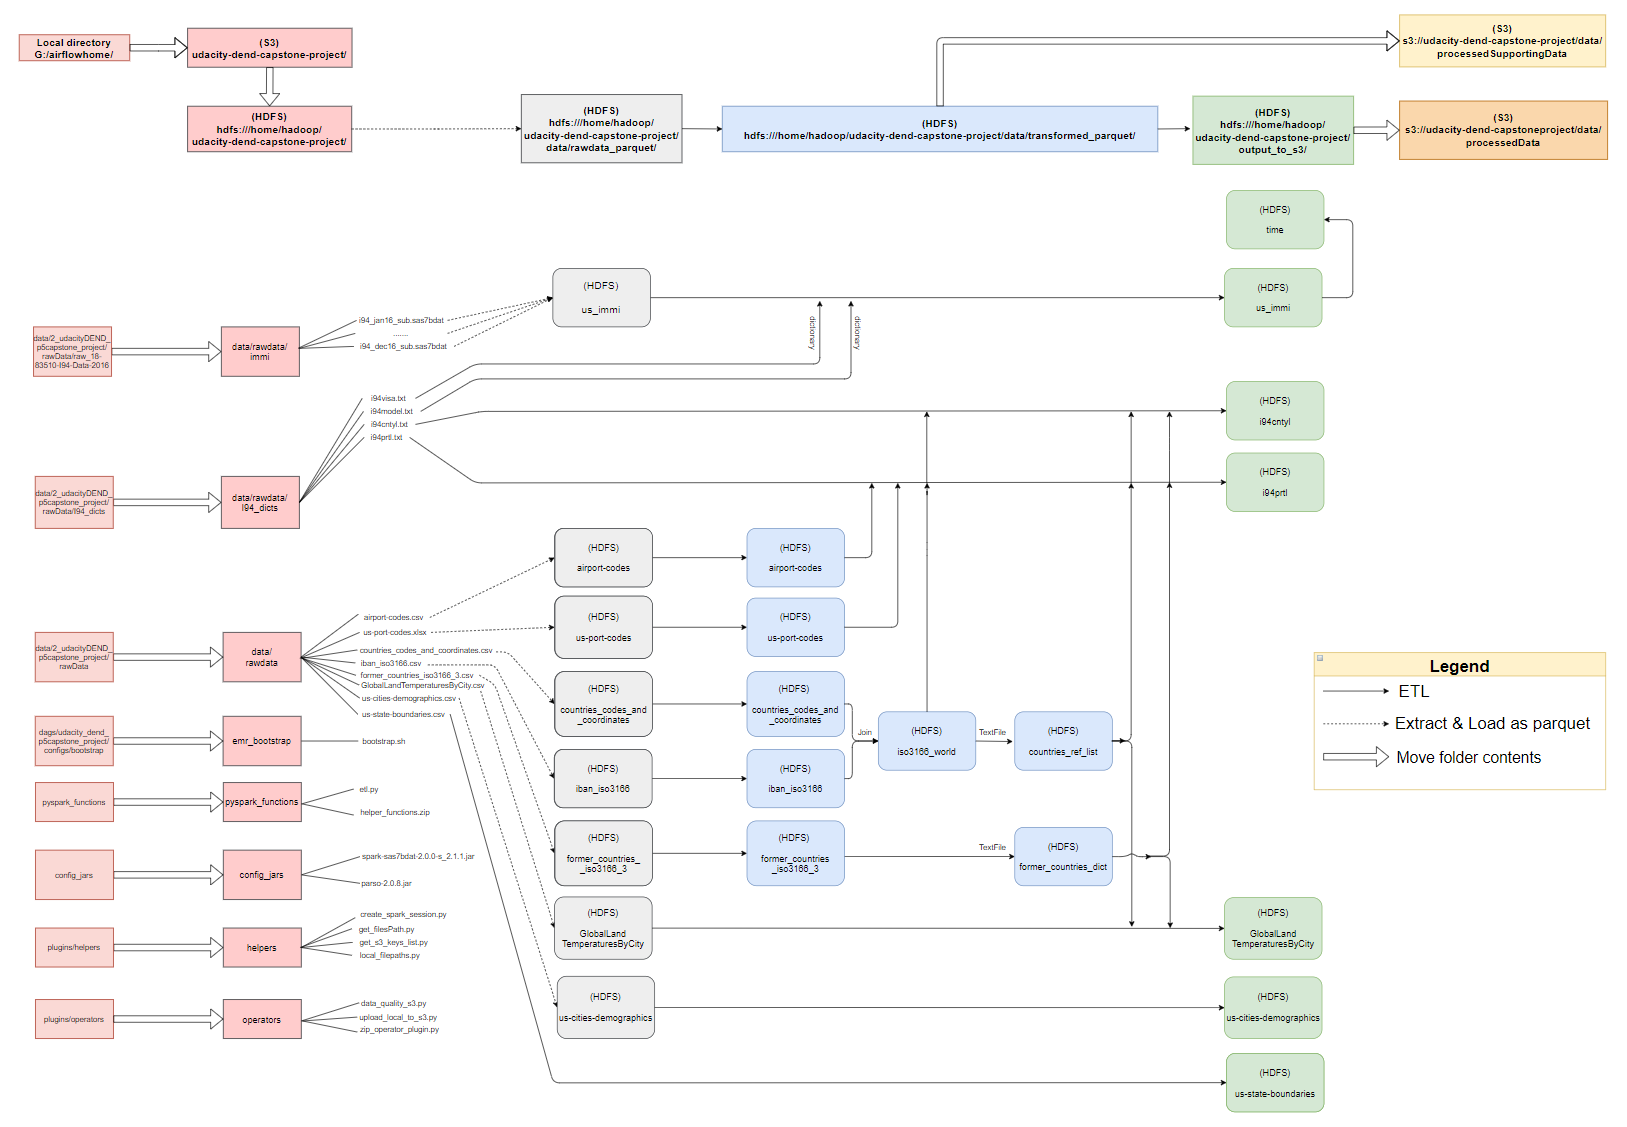 Local directory
G:/airflowhome/
(S3)
udacity-dend-capstone-project/
(S3)
s3://udacity-dend-capstone-project/data/
processedSupportingData
(HDFS)
hdfs:///home/hadoop/
udacity-dend-capstone-project/
(HDFS)
hdfs:///home/hadoop/
udacity-dend-capstone-project/
data/rawdata_parquet/
(HDFS)
hdfs:///home/hadoop/udacity-dend-capstone-project/data/transformed_parquet/
(HDFS)
hdfs:///home/hadoop/
udacity-dend-capstone-project/
output_to_s3/
(S3)
s3://udacity-dend-capstoneproject/data/
processedData
(HDFS)
time
(HDFS)
us_immi
(HDFS)
us_immi
data/2_udacityDEND_
p5capstone_project/
rawData/raw_18-
83510-I94-Data-2016
data/rawdata/
immi
i94_jan16_sub.sas7bdat
.......
i94_dec16_sub.sas7bdat
dictionary
dictionary
i94visa.txt
i94model.txt
i94cntyl.txt
i94prtl.txt
(HDFS)
i94cntyl
(HDFS)
i94prtl
data/2_udacityDEND_
p5capstone_project/
rawData/I94_dicts
data/rawdata/
I94_dicts
(HDFS)
airport-codes
(HDFS)
airport-codes
(HDFS)
us-port-codes
(HDFS)
us-port-codes
data/2_udacityDEND_
p5capstone_project/
rawData
data/
rawdata
airport-codes.csv
us-port-codes.xlsx
countries_codes_and_coordinates.csv
iban_iso3166.csv
former_countries_iso3166_3.csv
GlobalLandTemperaturesByCity.csv
us-cities-demographics.csv
us-state-boundaries.csv
(HDFS)
countries_codes_and
_coordinates
(HDFS)
countries_codes_and
_coordinates
Join
(HDFS)
iso3166_world
TextFile
(HDFS)
countries_ref_list
Legend
ETL
Extract & Load as parquet
Move folder contents
dags/udacity_dend_
p5capstone_project/
configs/bootstrap
emr_bootstrap
bootstrap.sh
(HDFS)
iban_iso3166
(HDFS)
iban_iso3166
pyspark_functions
pyspark_functions
etl.py
helper_functions.zip
(HDFS)
former_countries_
_iso3166_3
(HDFS)
former_countries
_iso3166_3
TextFile
(HDFS)
former_countries_dict
config_jars
config_jars
spark-sas7bdat-2.0.0-s_2.1.1.jar
parso-2.0.8.jar
(HDFS)
GlobalLand
TemperaturesByCity
(HDFS)
GlobalLand
TemperaturesByCity
plugins/helpers
helpers
create_spark_session.py
get_filesPath.py
get_s3_keys_list.py
local_filepaths.py
(HDFS)
us-cities-demographics
(HDFS)
us-cities-demographics
plugins/operators
operators
data_quality_s3.py
upload_local_to_s3.py
zip_operator_plugin.py
(HDFS)
us-state-boundaries